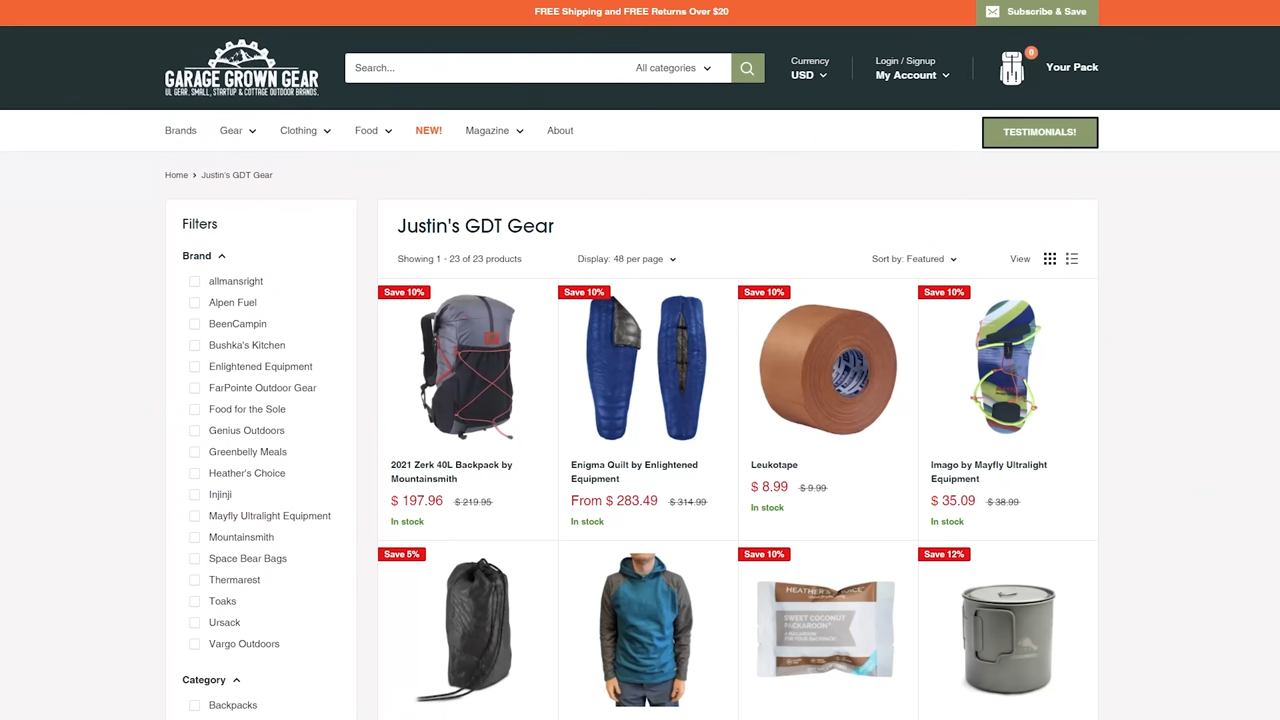 FREE Shipping and FREE Returns Over $20
Subscribe & Save
GARAGE GROWN GEAR
UL GEAR. SMALL, STARTUP & COTTAGE OUTDOOR BRANDS.
Search...
All categories
Currency
USD
Login / Signup
My Account
0
Your Pack
Brands
Gear
Clothing
Food
NEW!
Magazine
About
TESTIMONIALS!
Home › Justin's GDT Gear
Filters
Brand
allmansright
Alpen Fuel
BeenCampin
Bushka's Kitchen
Enlightened Equipment
FarPointe Outdoor Gear
Food for the Sole
Genius Outdoors
Greenbelly Meals
Heather's Choice
Injinji
Mayfly Ultralight Equipment
Mountainsmith
Space Bear Bags
Thermarest
Toaks
Ursack
Vargo Outdoors
Category
Backpacks
Justin's GDT Gear
Showing 1 - 23 of 23 products
Display: 48 per page
Sort by: Featured
View
Save 10%
2021 Zerk 40L Backpack by
Mountainsmith
$ 197.96 $ 219.95
In stock
Save 10%
Enigma Quilt by Enlightened
Equipment
From $ 283.49 $ 314.99
In stock
Save 10%
Leukotape
$ 8.99 $ 9.99
In stock
Save 10%
Imago by Mayfly Ultralight
Equipment
$ 35.09 $ 38.99
In stock
Save 5%
Save 10%
HEATHER'S CHOICE
SWEET COCONUT
PACKAROON
A MACAROON
FOR YOUR BACKPACK
Save 12%